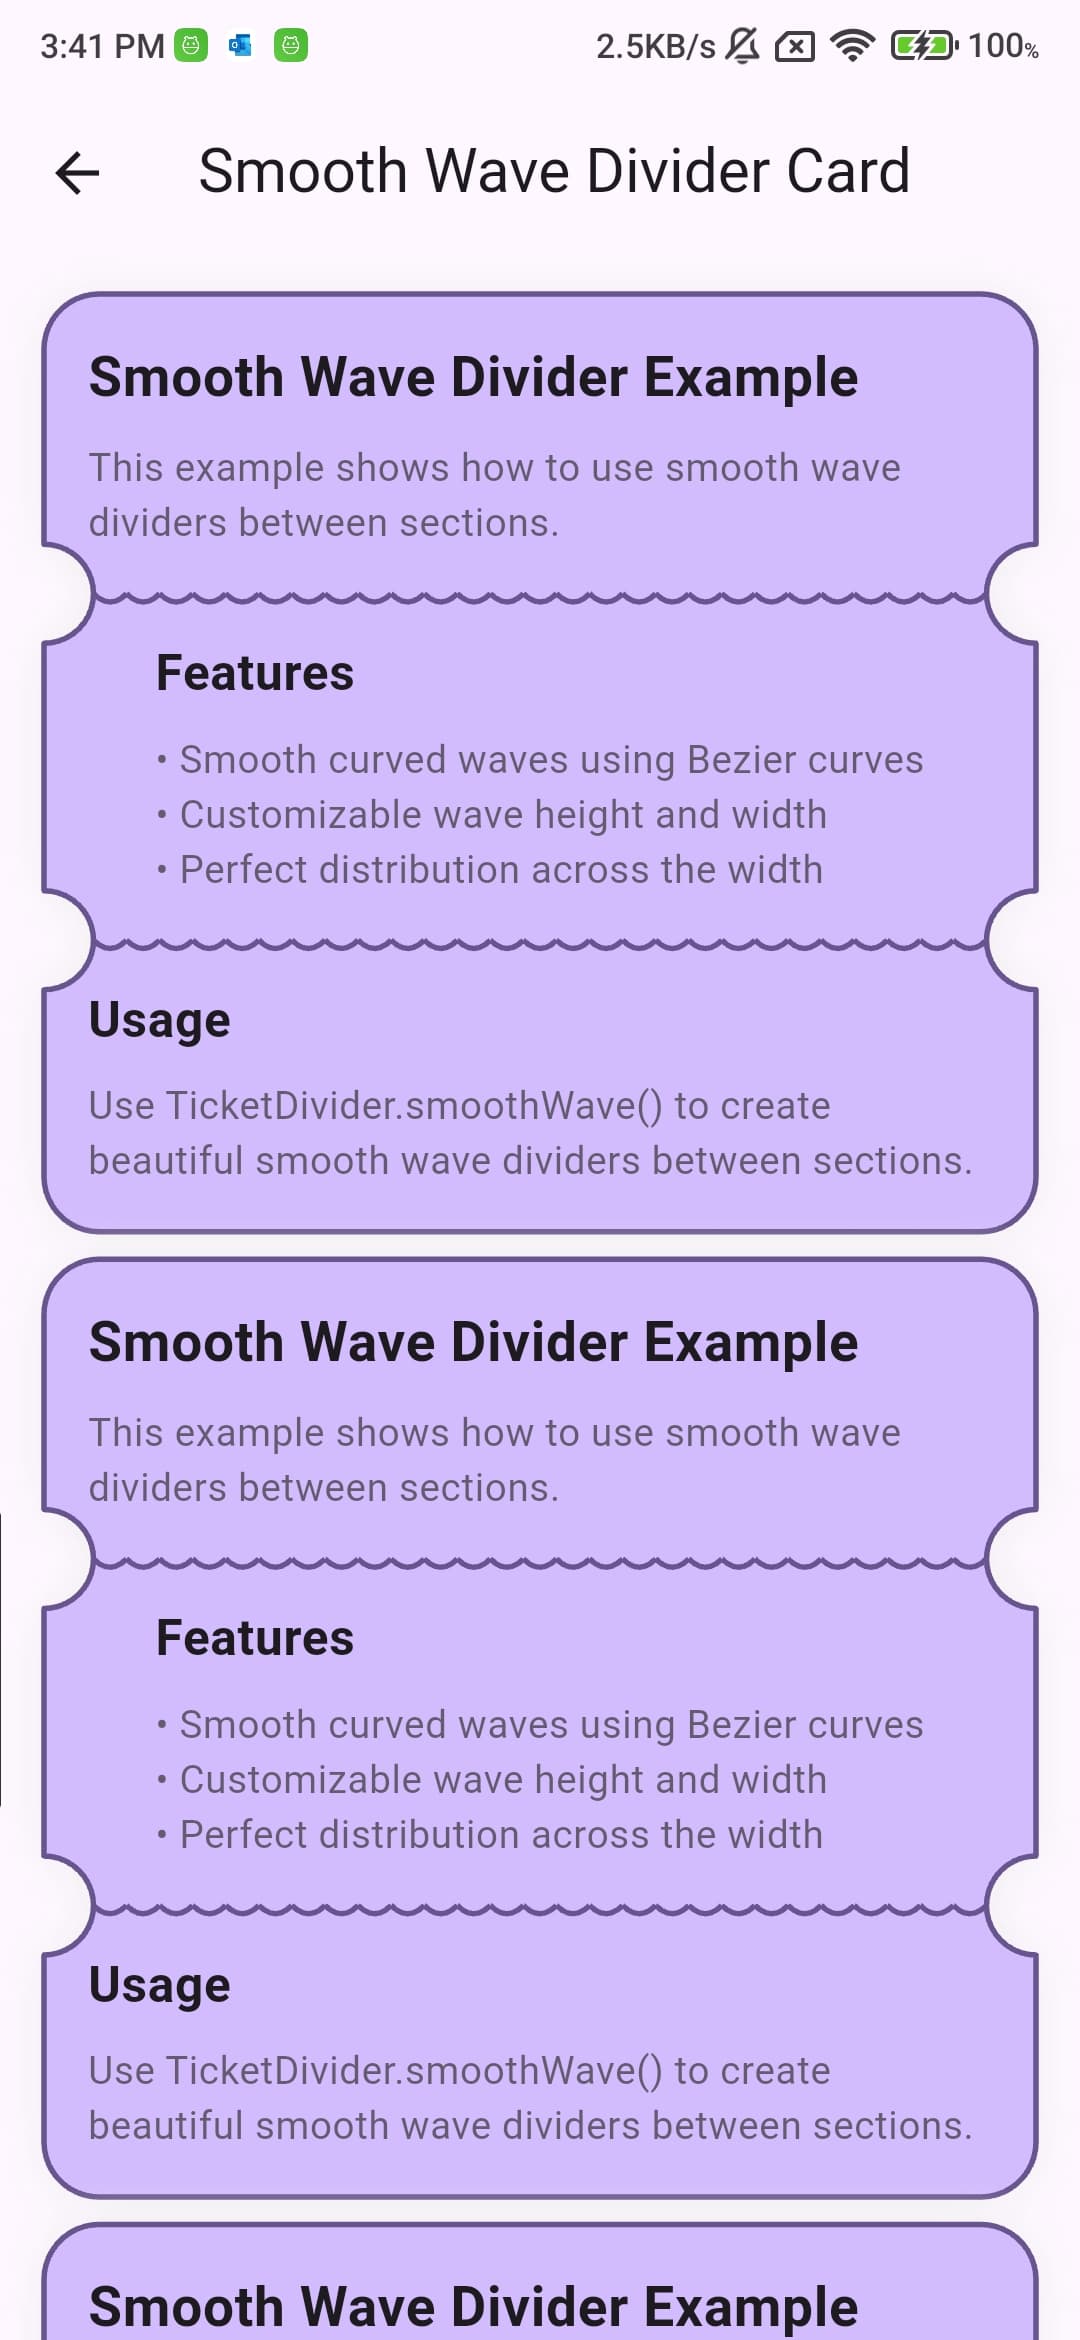 3:41 PM
2.5KB/s
100%
Smooth Wave Divider Card
Smooth Wave Divider Example
This example shows how to use smooth wave
dividers between sections.
Features
• Smooth curved waves using Bezier curves
• Customizable wave height and width
• Perfect distribution across the width
Usage
Use TicketDivider.smoothWave() to create
beautiful smooth wave dividers between sections.
Smooth Wave Divider Example
This example shows how to use smooth wave
dividers between sections.
Features
• Smooth curved waves using Bezier curves
• Customizable wave height and width
• Perfect distribution across the width
Usage
Use TicketDivider.smoothWave() to create
beautiful smooth wave dividers between sections.
Smooth Wave Divider Example